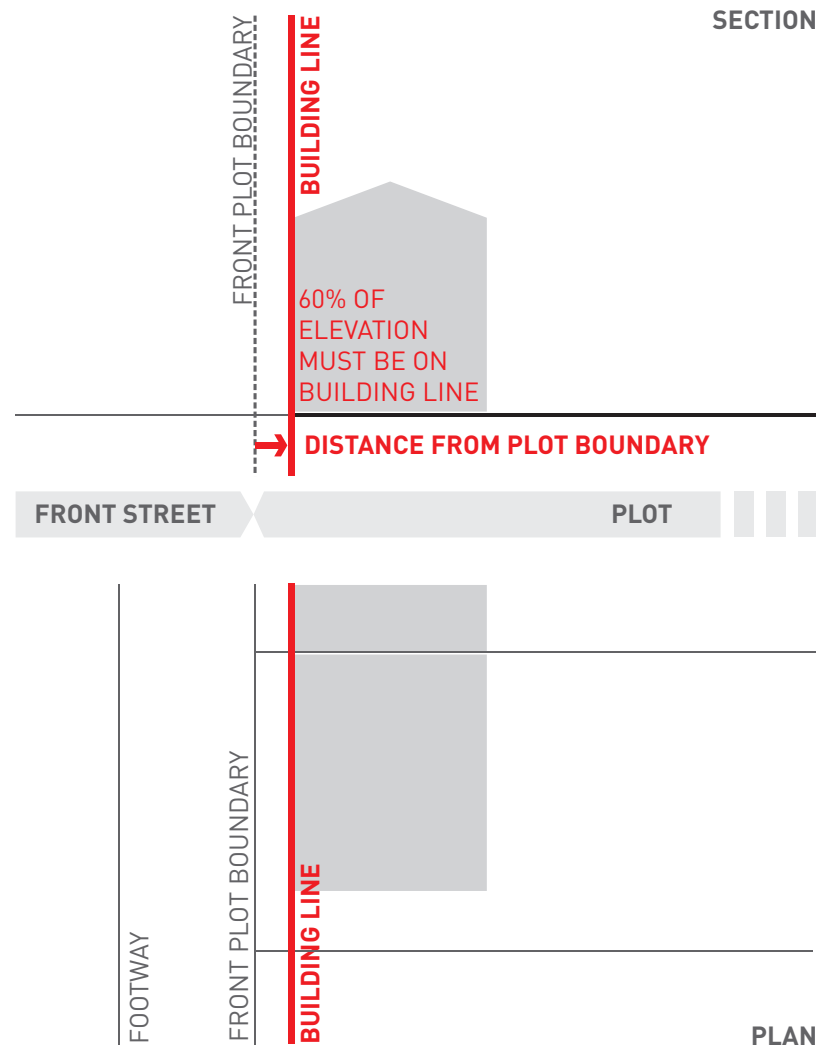 SECTION
FRONT PLOT BOUNDARY
BUILDING LINE
60% OF
ELEVATION
MUST BE ON
BUILDING LINE
DISTANCE FROM PLOT BOUNDARY
FRONT STREET
PLOT
FOOTWAY
FRONT PLOT BOUNDARY
BUILDING LINE
PLAN